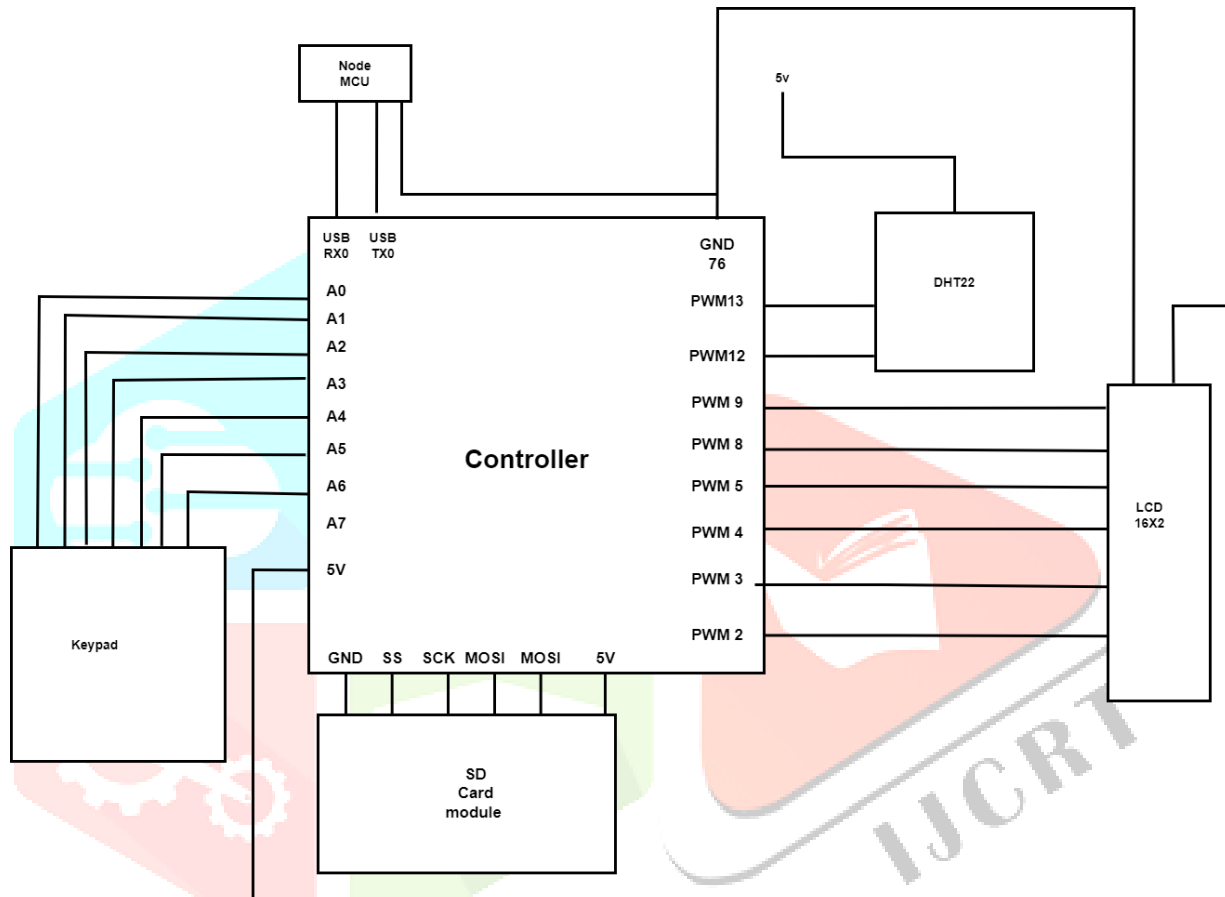 Node
MCU
5v
USB
RX0
USB
TX0
GND
76
A0
A1
A2
A3
A4
A5
A6
A7
5V
PWM13
PWM12
PWM 9
PWM 8
PWM 5
PWM 4
PWM 3
PWM 2
Controller
DHT22
LCD
16X2
Keypad
GND SS SCK MOSI MOSI 5V
SD
Card
module
IJCRT